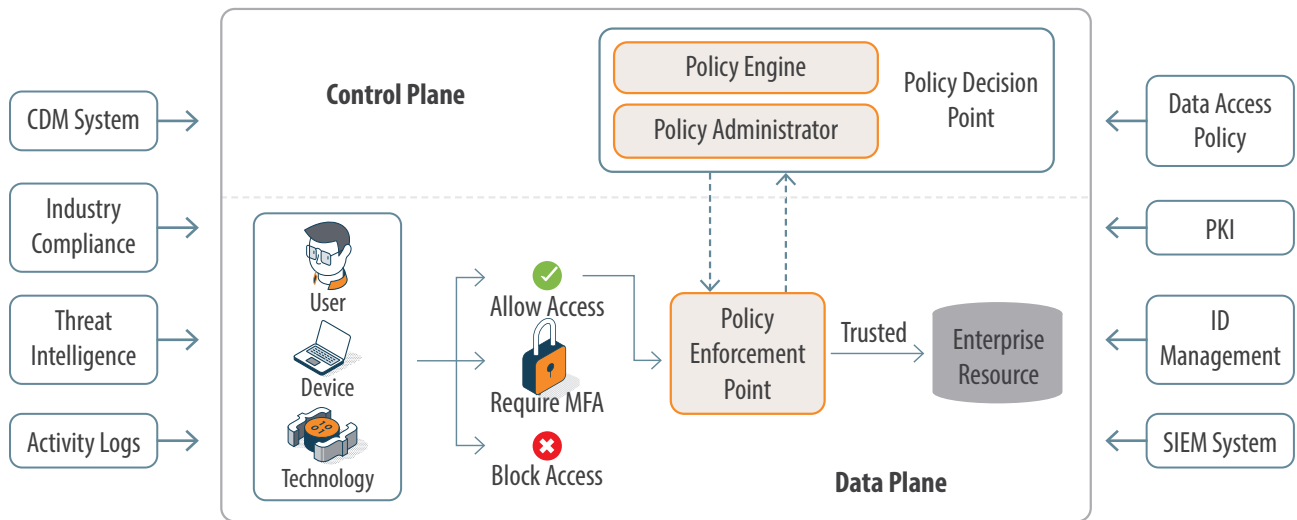 CDM System
Industry
Compliance
Threat
Intelligence
Activity Logs
Control Plane
Policy Engine
Policy Administrator
Policy Decision
Point
User
Device
Technology
Allow Access
Require MFA
Block Access
Policy
Enforcement
Point
Trusted
Enterprise
Resource
Data Plane
Data Access
Policy
PKI
ID
Management
SIEM System